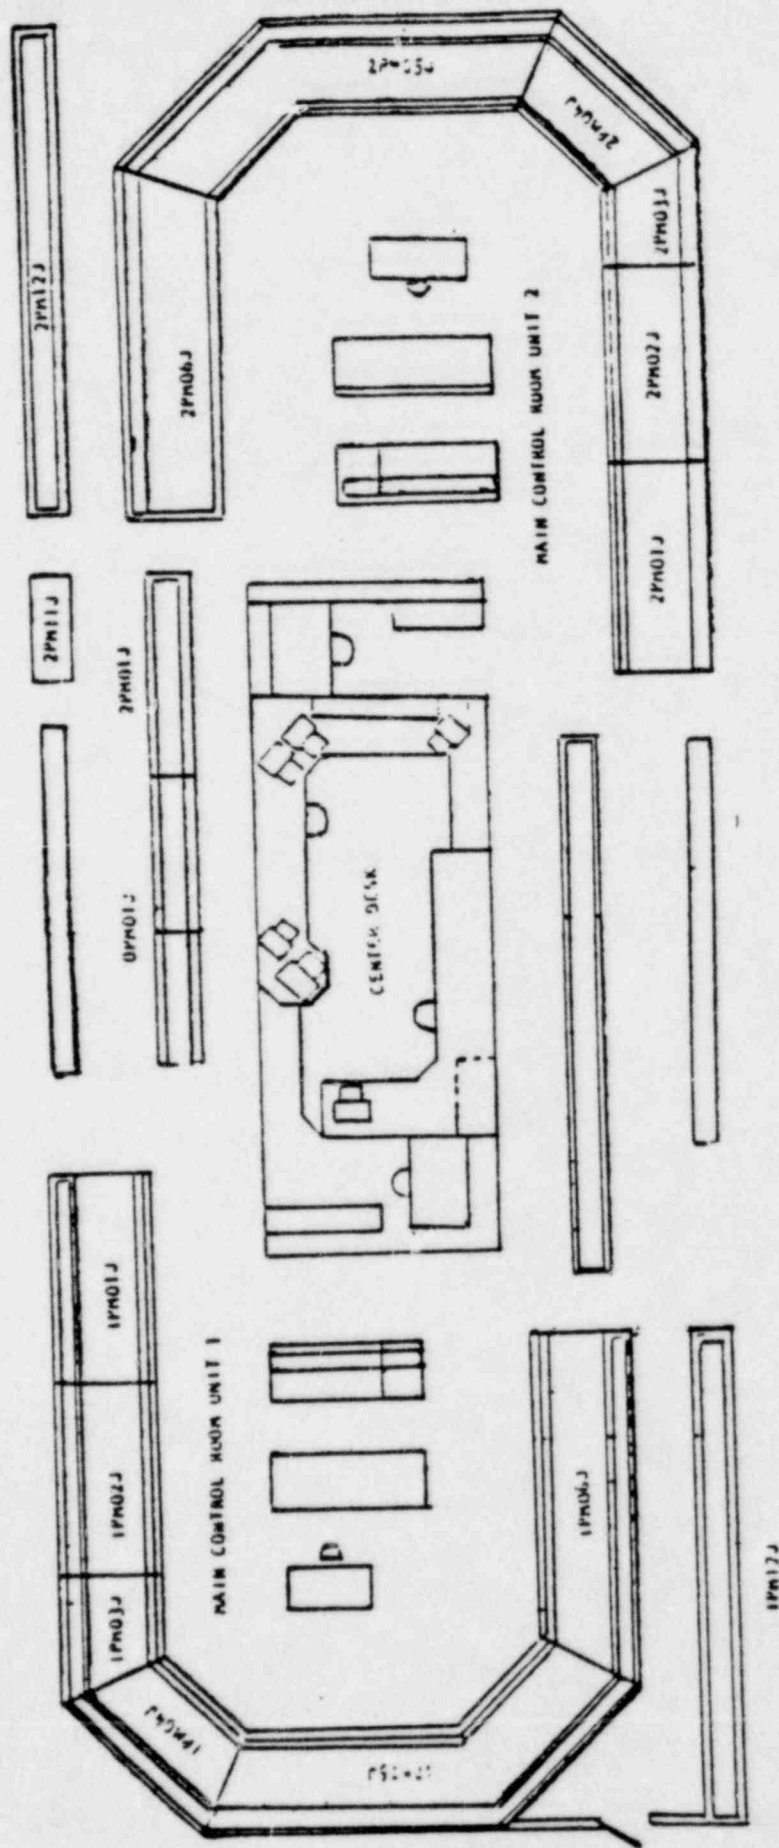 2PM05J
2PM04J
2PM03J
2PM12J
2PM06J
2PM02J
MAIN CONTROL ROOM UNIT 2
2PM01J
2PM11J
2PM01J
0PM01J
CENTER DESK
1PM01J
MAIN CONTROL ROOM UNIT 1
1PM02J
1PM06J
1PM03J
1PM04J
1PM05J
1PM12J